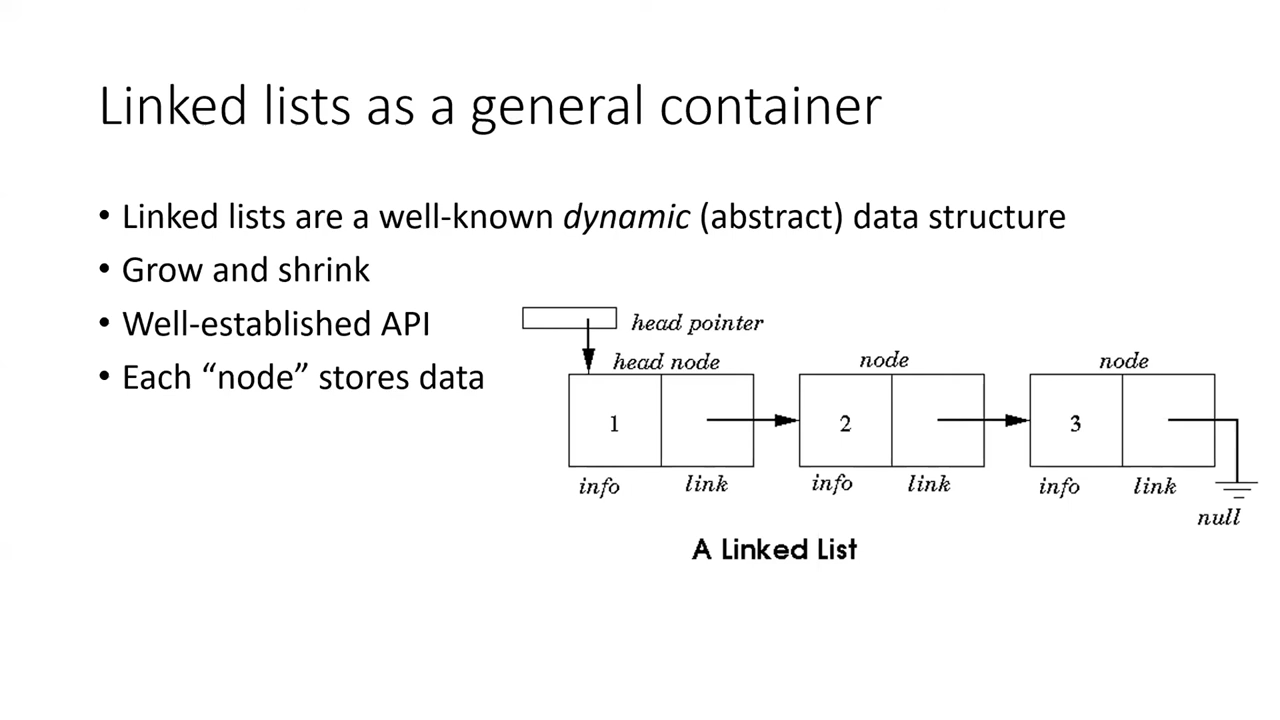 Linked lists as a general container
• Linked lists are a well-known dynamic (abstract) data structure
• Grow and shrink
• Well-established API
• Each “node” stores data
head pointer
head node
node
node
1
2
3
info
link
info
link
info
link
null
A Linked List